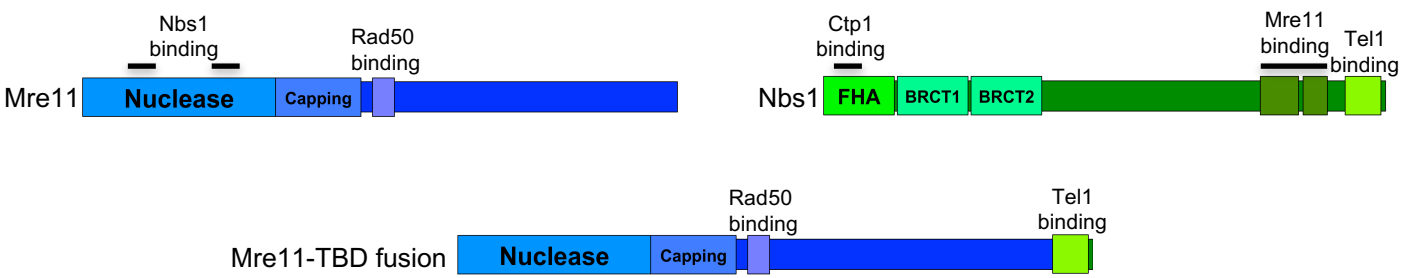 Nbs1
binding
Rad50
binding
Mre11
Nuclease
Capping
Ctp1
binding
Mre11
binding
Tel1
binding
Nbs1
FHA
BRCT1
BRCT2
Rad50
binding
Tel1
binding
Mre11-TBD fusion
Nuclease
Capping